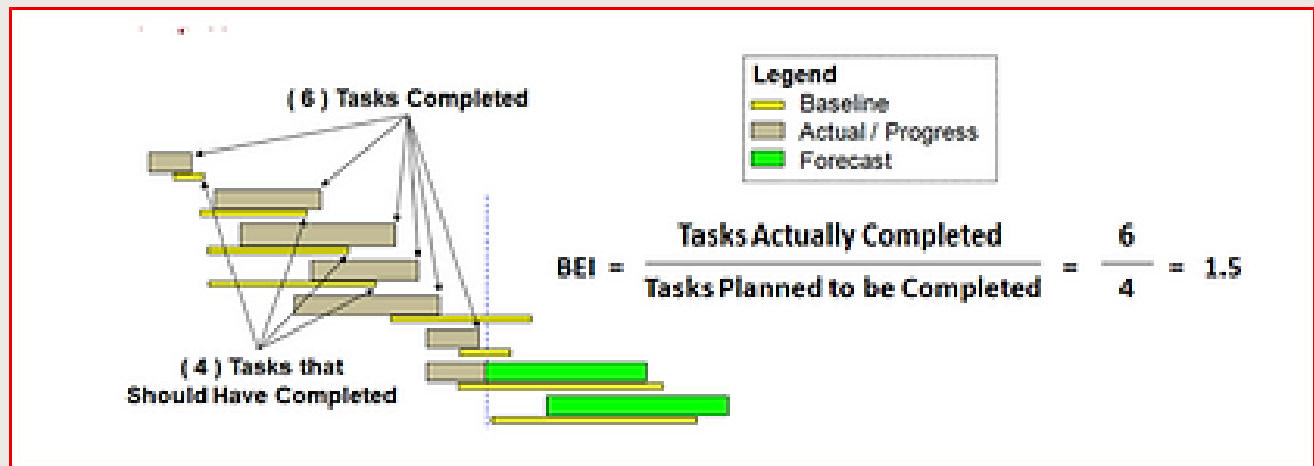 ( 6 ) Tasks Completed
Legend
Baseline
Actual / Progress
Forecast
BEI =
Tasks Actually Completed
Tasks Planned to be Completed
=
6
4
= 1.5
( 4 ) Tasks that
Should Have Completed